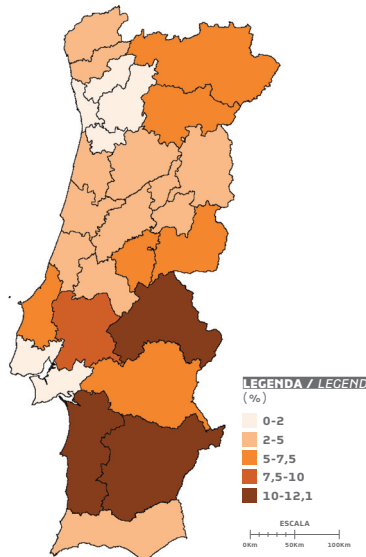 LEGENDA / LEGEND
(%)
0-2
2-5
5-7,5
7,5-10
10-12,1
ESCALA
0Km 50Km 100Km